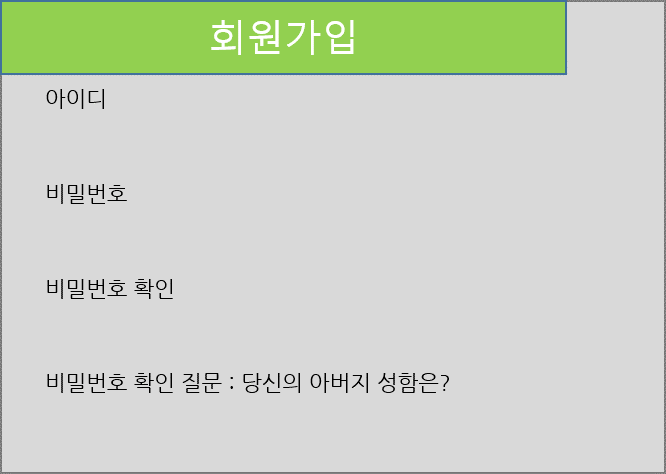 회원가입
아이디
비밀번호
비밀번호 확인
비밀번호 확인 질문 : 당신의 아버지 성함은?